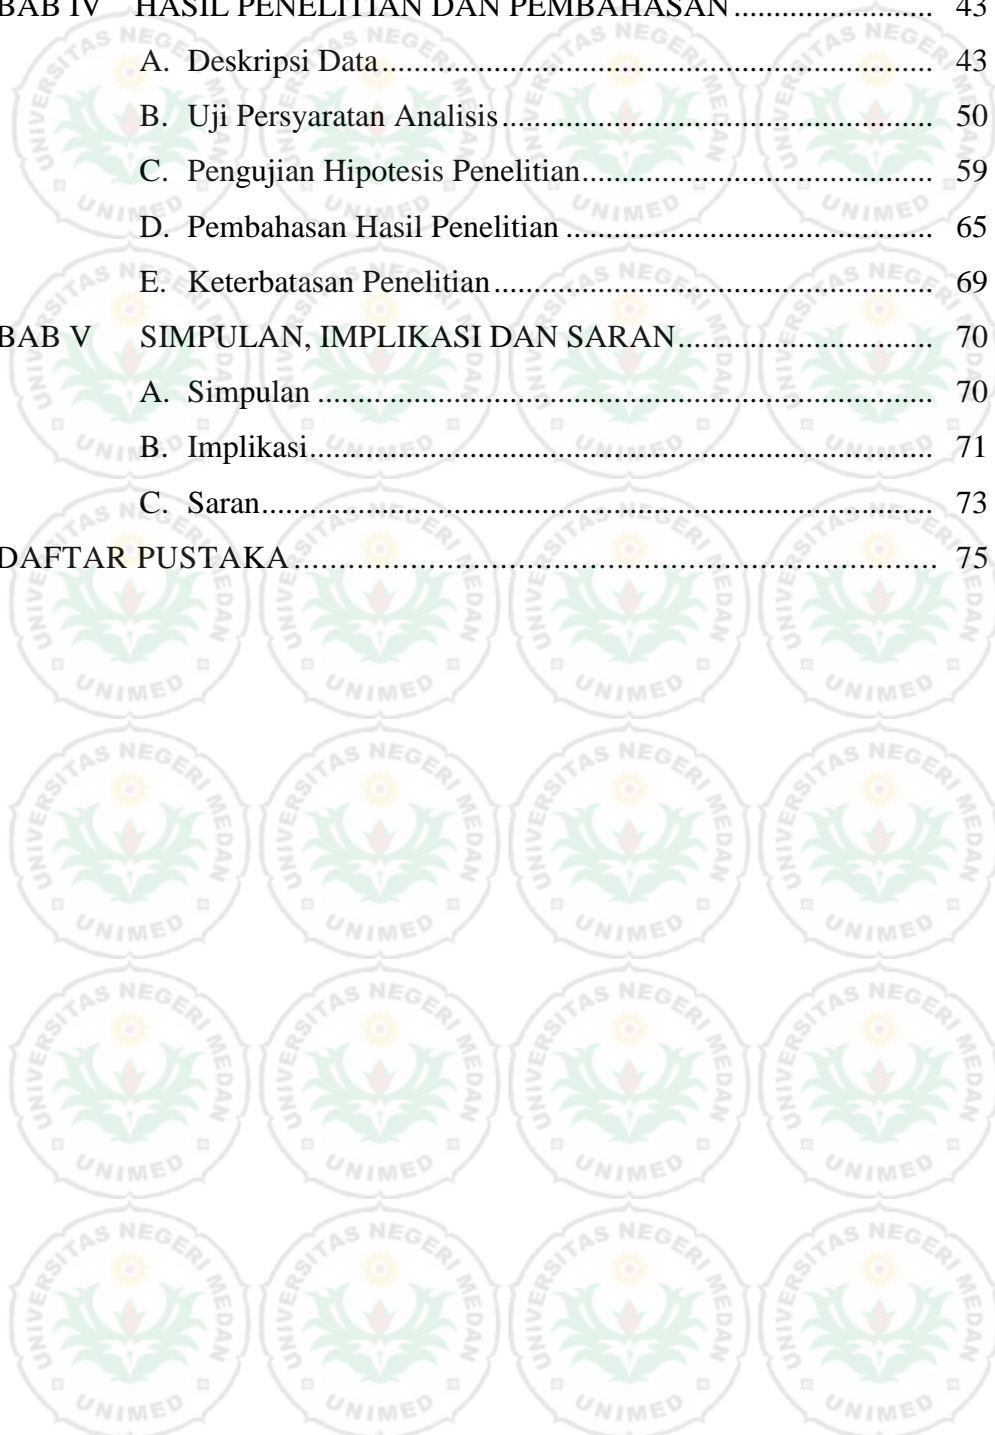 BAB IV HASIL PENELITIAN DAN PEMBAHASAN ........................ 43
A. Deskripsi Data .................................................................... 43
B. Uji Persyaratan Analisis ..................................................... 50
C. Pengujian Hipotesis Penelitian ........................................... 59
D. Pembahasan Hasil Penelitian ............................................. 65
E. Keterbatasan Penelitian ...................................................... 69
BAB V SIMPULAN, IMPLIKASI DAN SARAN ............................... 70
A. Simpulan ............................................................................ 70
B. Implikasi ............................................................................. 71
C. Saran ................................................................................... 73
DAFTAR PUSTAKA ........................................................................ 75